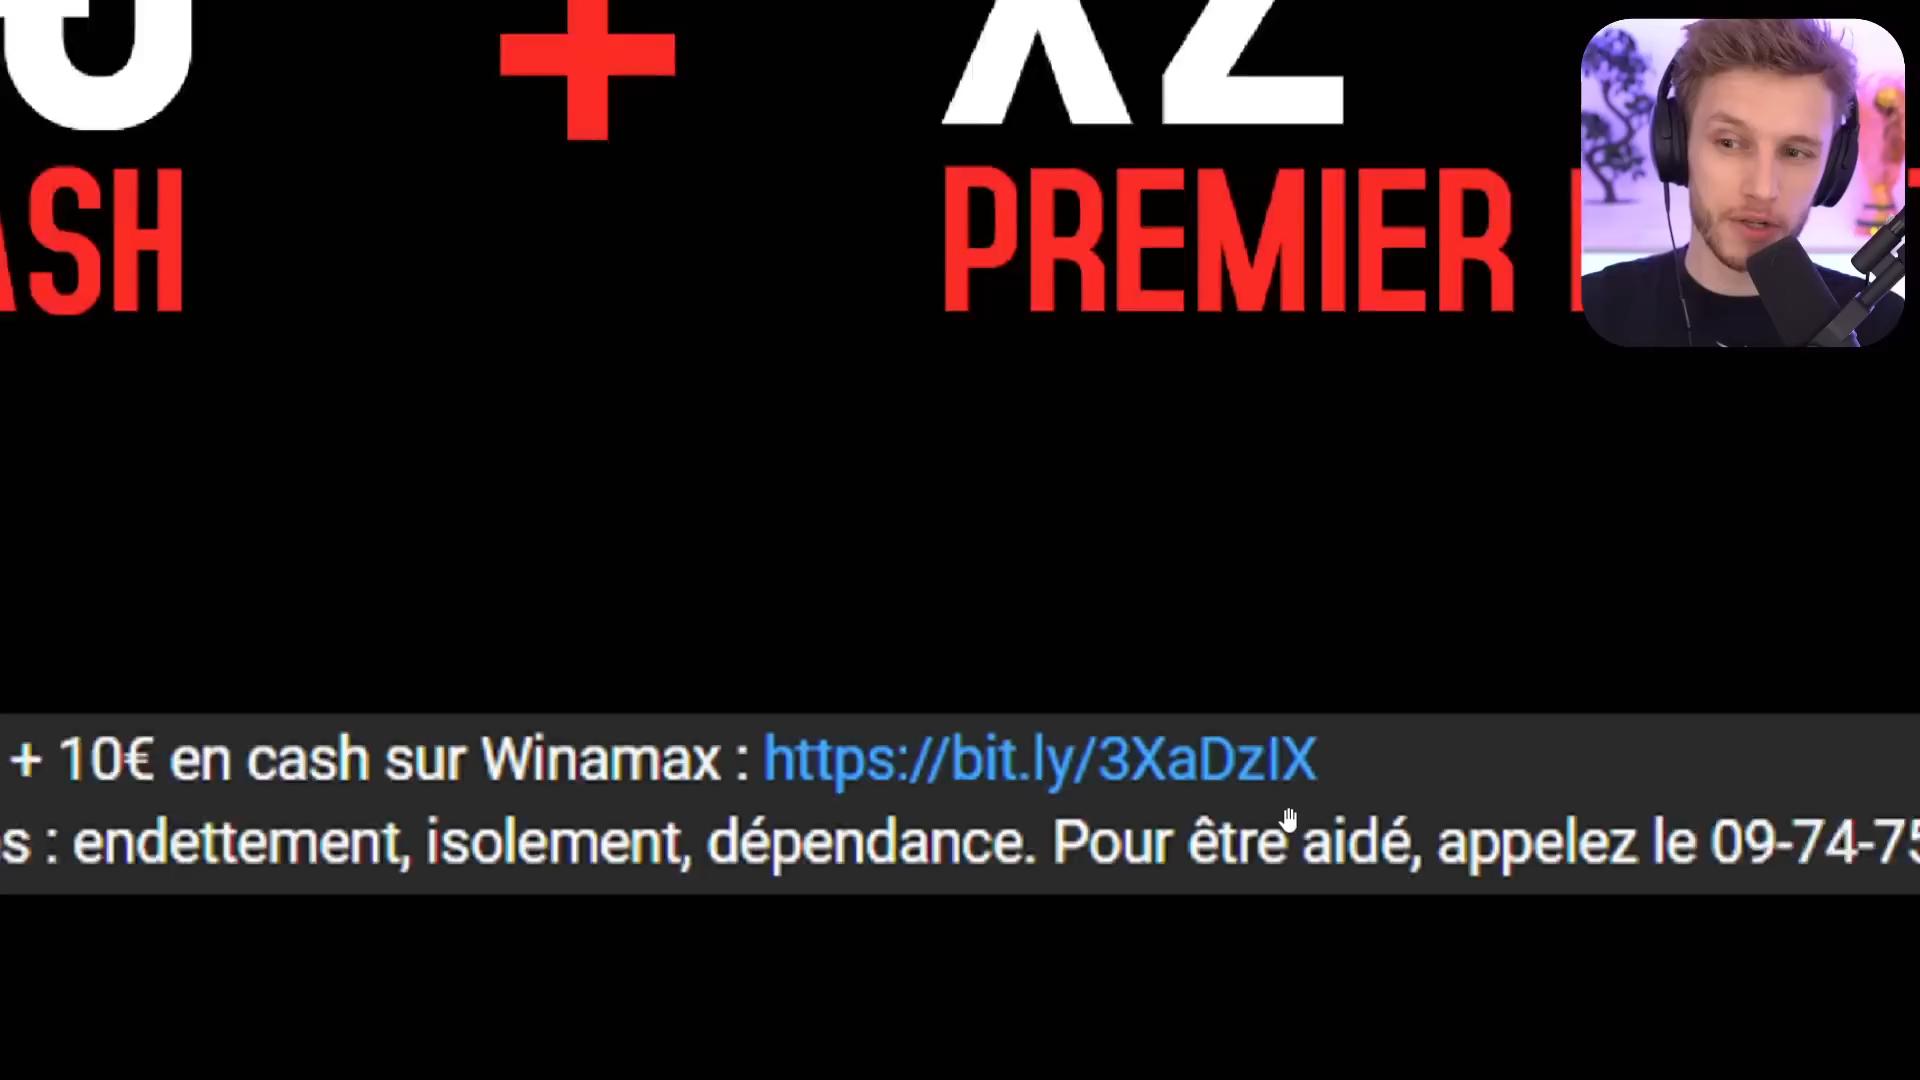 + X2
ASH PREMIER
+ 10€ en cash sur Winamax : https://bit.ly/3XaDzIX
s : endettement, isolement, dépendance. Pour être aidé, appelez le 09-74-75